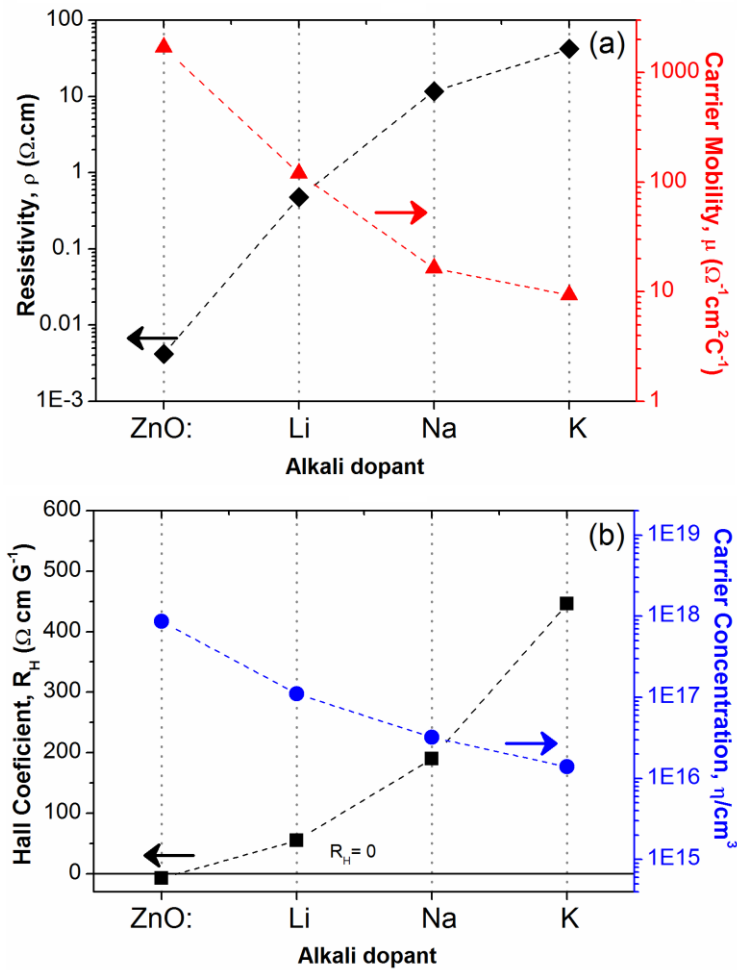 (a)
100
10
1
0.1
0.01
1E-3
Resistivity, ρ (Ω.cm)
1000
100
10
1
Carrier Mobility, μ (Ω⁻¹cm²C⁻¹)
ZnO: Li Na K
Alkali dopant
(b)
600
500
400
300
200
100
0
Hall Coeficient, R_H (Ω cm G⁻¹)
R_H= 0
1E19
1E18
1E17
1E16
1E15
Carrier Concentration, η/cm³
ZnO: Li Na K
Alkali dopant